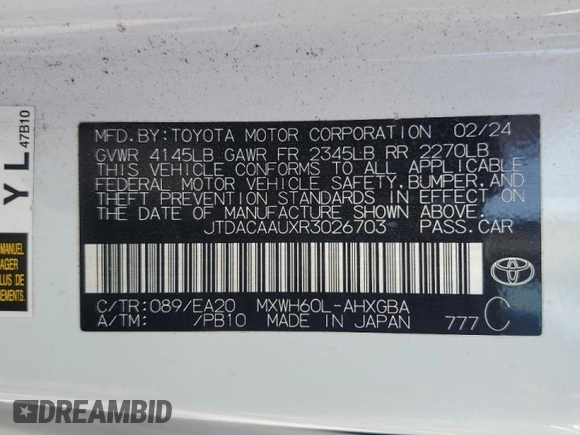 MFD.BY:TOYOTA MOTOR CORPORATION 02/24
GVWR 4145LB GAWR FR 2345LB RR 2270LB
THIS VEHICLE CONFORMS TO ALL APPLICABLE
FEDERAL MOTOR VEHICLE SAFETY,BUMPER,AND
THEFT PREVENTION STANDARDS IN EFFECT ON
THE DATE OF MANUFACTURE SHOWN ABOVE.
JTDACAAUXR3026703 PASS.CAR
C/TR:089/EA20 MXWH60L-AHXGBA
A/TM: /PB10 MADE IN JAPAN 777 C
YL 47B10
MANUEL
AGER
LUS DE
DREAMBID